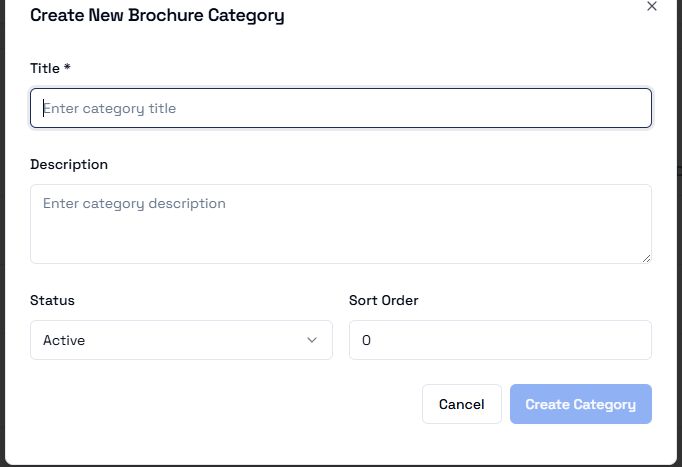 Create New Brochure Category
Title *
Enter category title
Description
Enter category description
Status
Sort Order
Active
0
Cancel
Create Category